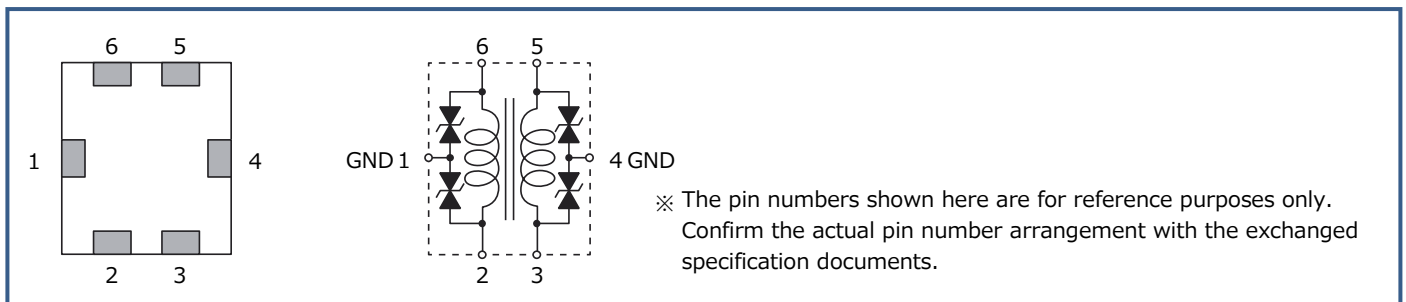 6 5
6 5
1
4
GND 1
4 GND
※ The pin numbers shown here are for reference purposes only.
Confirm the actual pin number arrangement with the exchanged
specification documents.
2 3
2 3